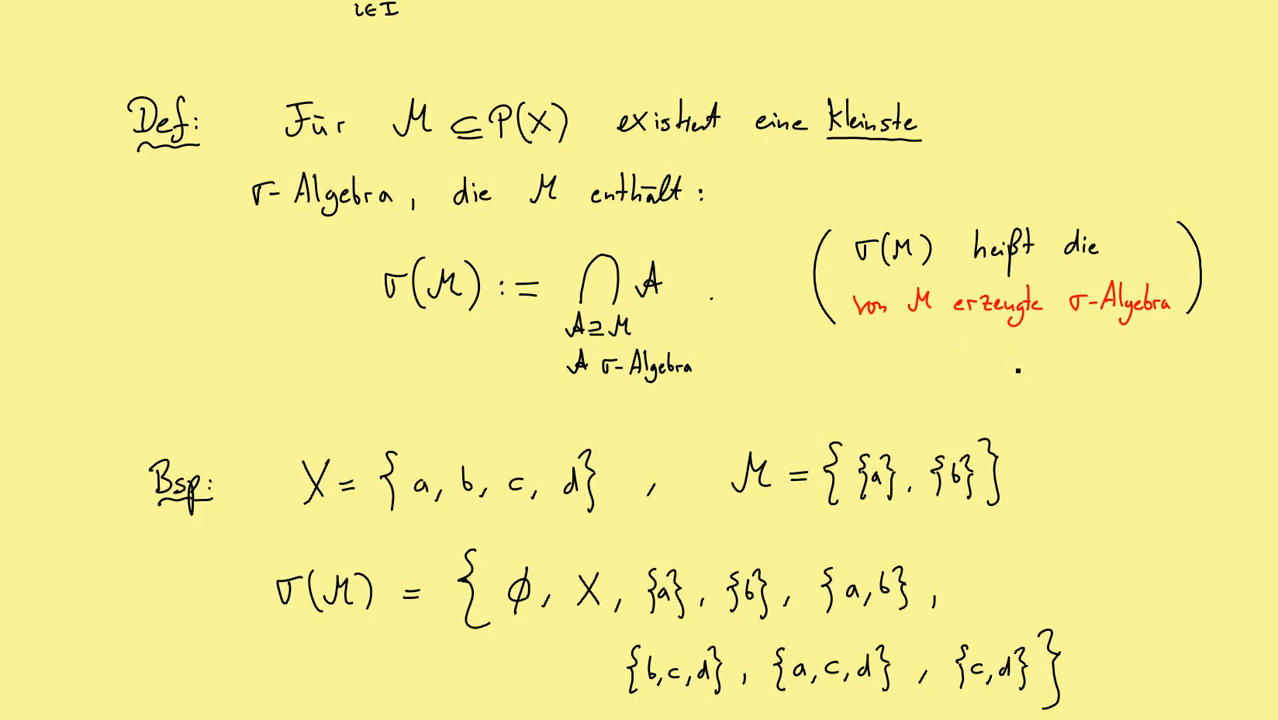 i∈I
Def: Für M ⊆ P(X) existiert eine kleinste
σ-Algebra, die M enthält:
σ(M) := ⋂ A .
A ⊇ M
A σ-Algebra
( σ(M) heißt die
von M erzeugte σ-Algebra )
Bsp: X = { a, b, c, d } , M = { {a}, {b} }
σ(M) = { ϕ, X, {a}, {b}, {a,b},
{b,c,d}, {a,c,d}, {c,d} }